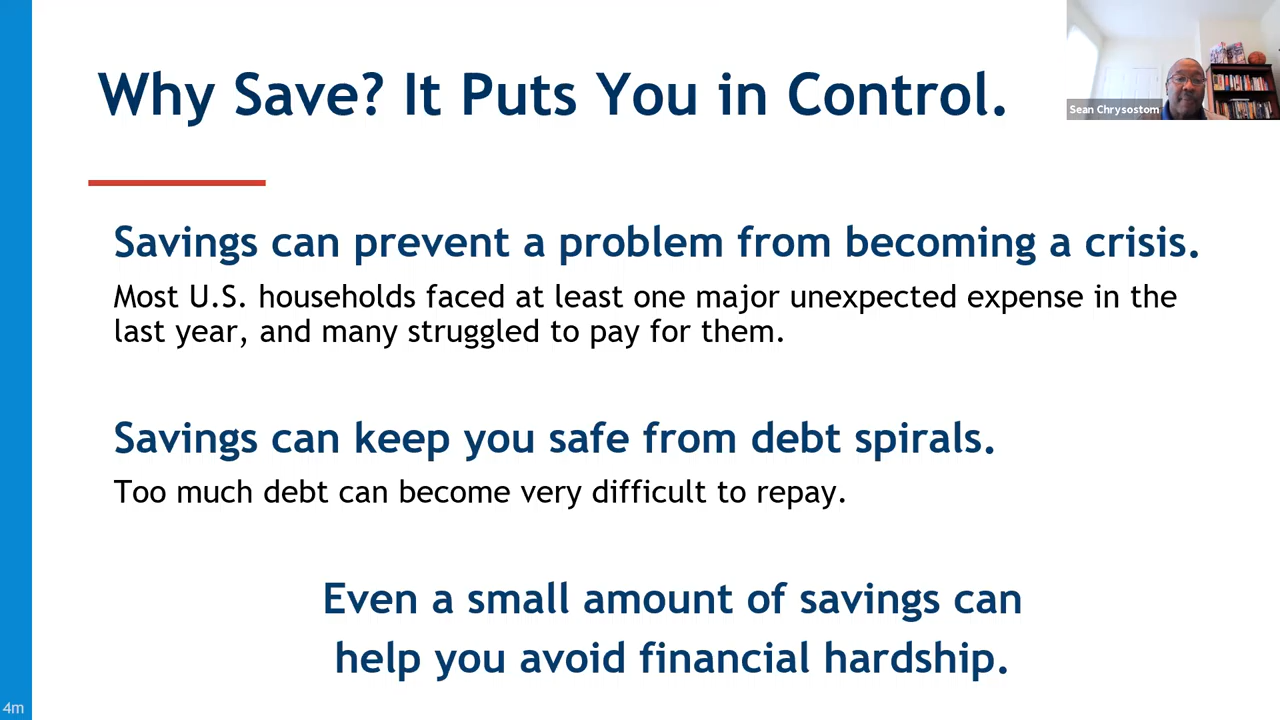 Why Save? It Puts You in Control.
Sean Chrysostom
Savings can prevent a problem from becoming a crisis.
Most U.S. households faced at least one major unexpected expense in the
last year, and many struggled to pay for them.
Savings can keep you safe from debt spirals.
Too much debt can become very difficult to repay.
Even a small amount of savings can
help you avoid financial hardship.
4m